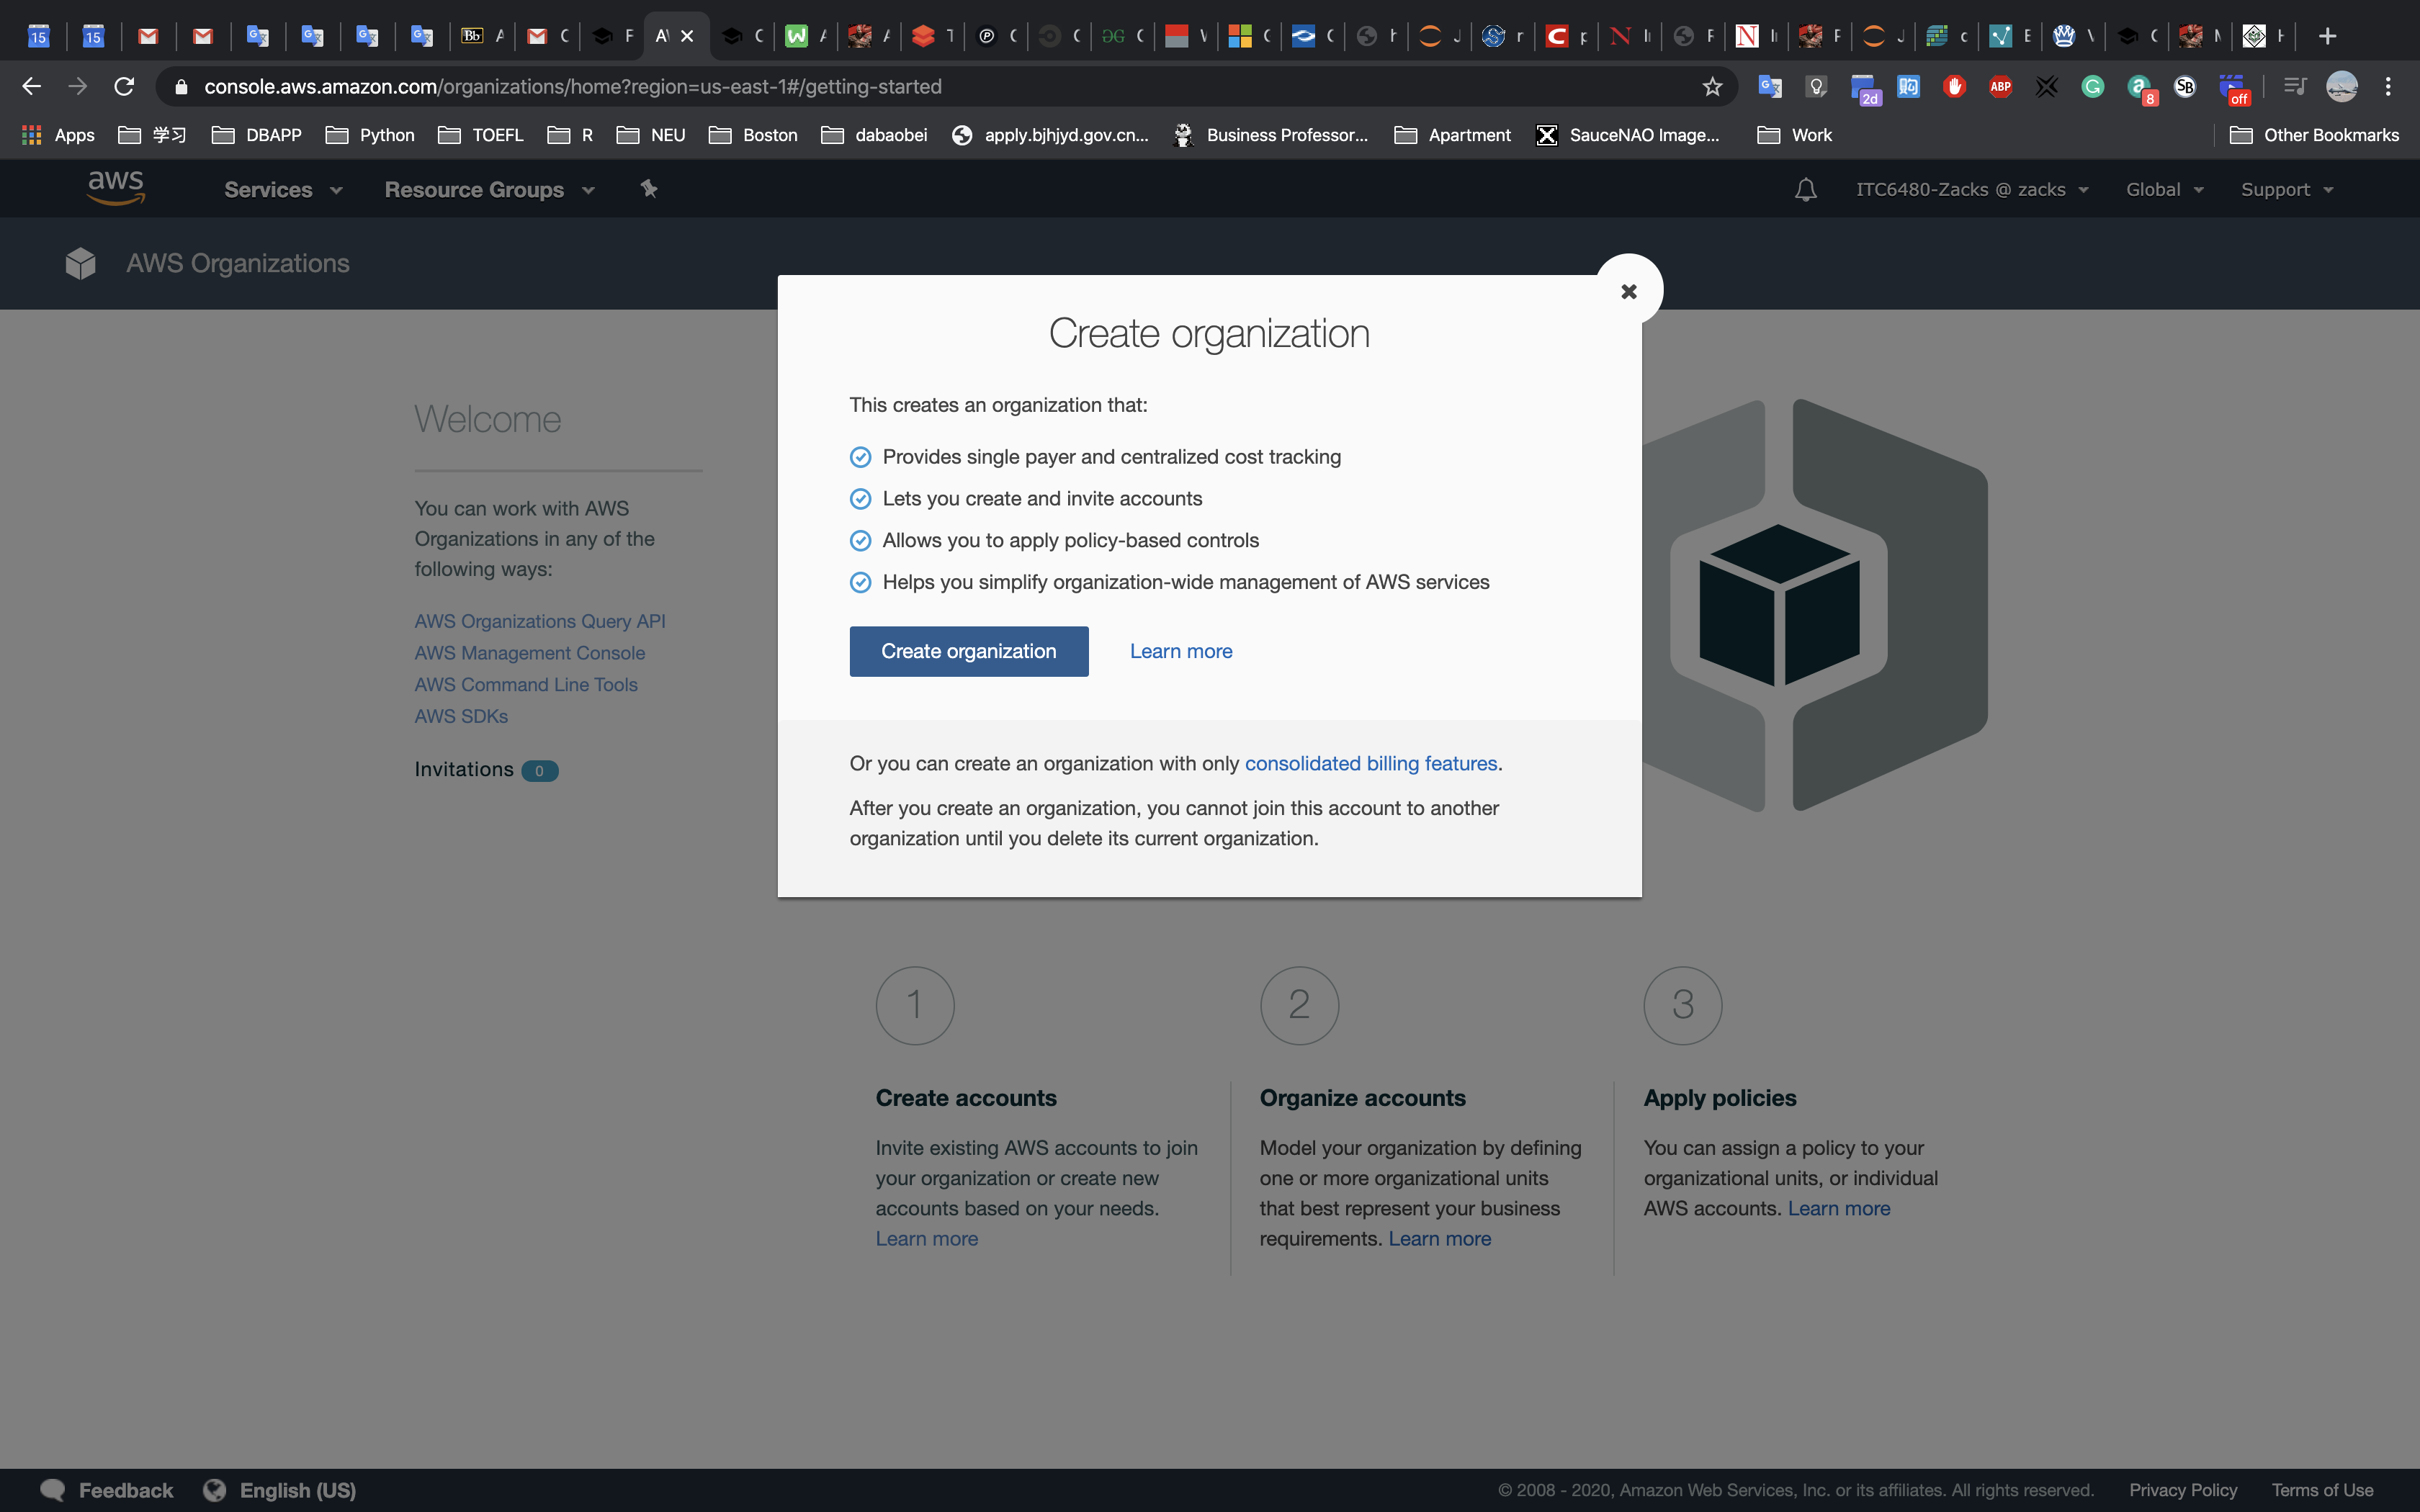 15 15 Bb A C F A\ C A A T C C ƏG C V C C h J r C p N I F N I F J c E V C M H
console.aws.amazon.com/organizations/home?region=us-east-1#/getting-started
2d ABP 8 SB off
Apps 学习 DBAPP Python TOEFL R NEU Boston dabaobei apply.bjhjyd.gov.cn... Business Professor... Apartment SauceNAO Image... Work Other Bookmarks
aws Services Resource Groups ITC6480-Zacks @ zacks Global Support
AWS Organizations
Create organization
This creates an organization that:
Provides single payer and centralized cost tracking
Lets you create and invite accounts
Allows you to apply policy-based controls
Helps you simplify organization-wide management of AWS services
Create organization Learn more
Or you can create an organization with only consolidated billing features.
After you create an organization, you cannot join this account to another
organization until you delete its current organization.
Welcome
You can work with AWS
Organizations in any of the
following ways:
AWS Organizations Query API
AWS Management Console
AWS Command Line Tools
AWS SDKs
Invitations 0
1
Create accounts
Invite existing AWS accounts to join
your organization or create new
accounts based on your needs.
Learn more
2
Organize accounts
Model your organization by defining
one or more organizational units
that best represent your business
requirements. Learn more
3
Apply policies
You can assign a policy to your
organizational units, or individual
AWS accounts. Learn more
Feedback English (US) © 2008 - 2020, Amazon Web Services, Inc. or its affiliates. All rights reserved. Privacy Policy Terms of Use